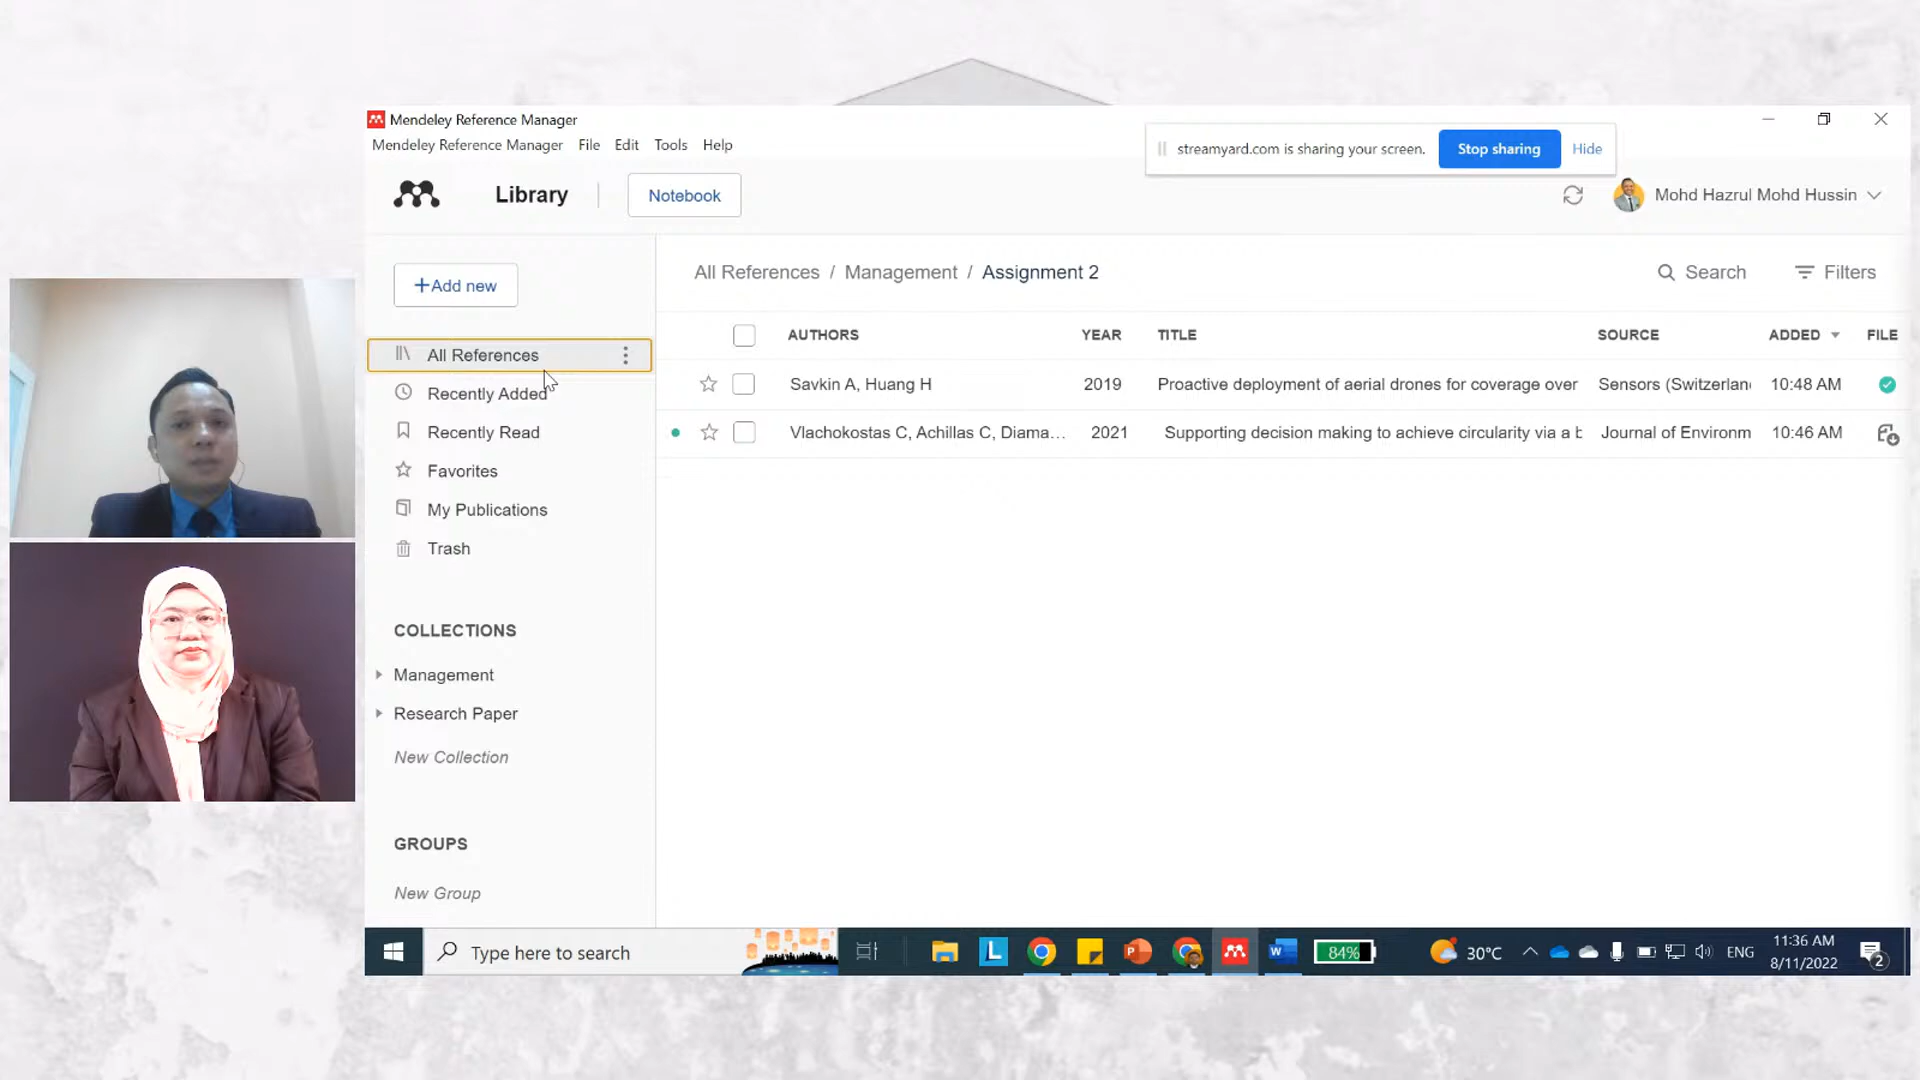 Mendeley Reference Manager
Mendeley Reference Manager File Edit Tools Help
streamyard.com is sharing your screen. Stop sharing Hide
Library Notebook
Mohd Hazrul Mohd Hussin
+Add new
All References
Recently Added
Recently Read
Favorites
My Publications
Trash
COLLECTIONS
Management
Research Paper
New Collection
GROUPS
New Group
All References / Management / Assignment 2
Search Filters
AUTHORS YEAR TITLE SOURCE ADDED FILE
Savkin A, Huang H 2019 Proactive deployment of aerial drones for coverage over Sensors (Switzerlan 10:48 AM
Vlachokostas C, Achillas C, Diama... 2021 Supporting decision making to achieve circularity via a b Journal of Environm 10:46 AM
Type here to search
L
84%
30°C
ENG
11:36 AM
8/11/2022
2